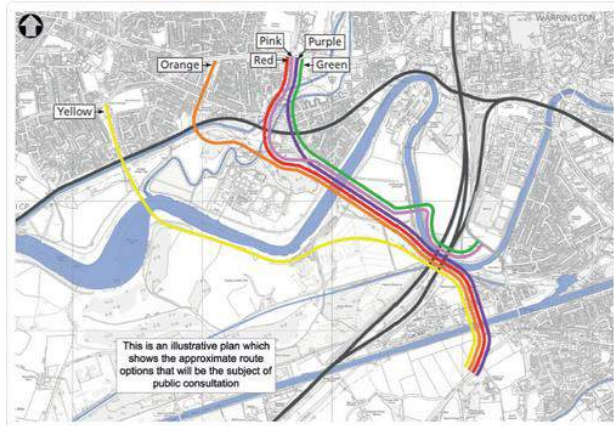 WARRINGTON
Pink
Purple
Orange
Red
Green
Yellow
This is an illustrative plan which
shows the approximate route
options that will be the subject of
public consultation